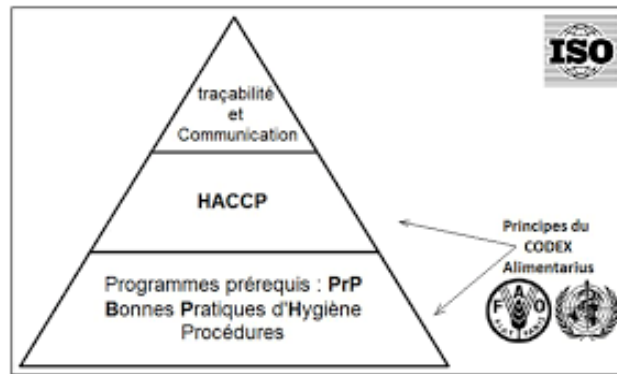 ISO
traçabilité
et
Communication
HACCP
Principes du
CODEX
Alimentarius
Programmes prérequis : PrP
Bonnes Pratiques d'Hygiène
Procédures
F A O